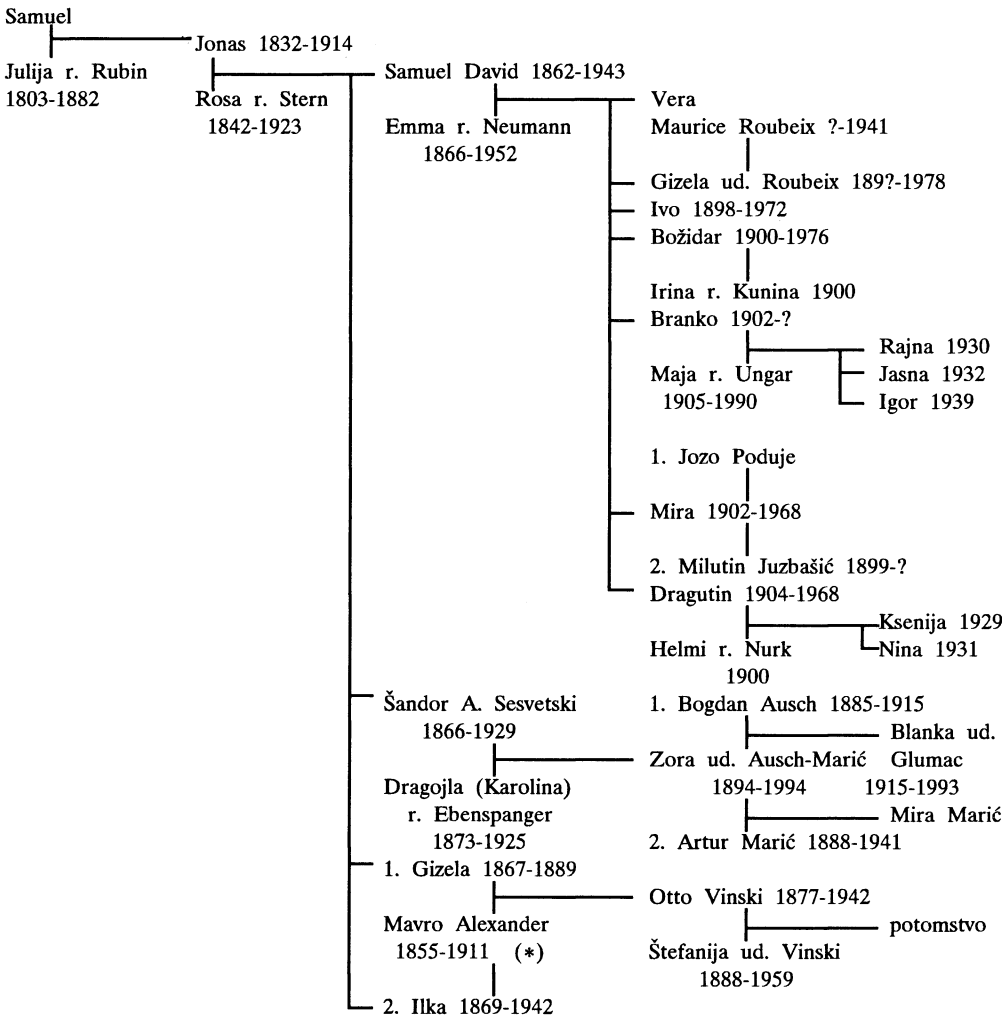 Samuel
Jonas 1832-1914
Julija r. Rubin
1803-1882
Rosa r. Stern
1842-1923
Samuel David 1862-1943
Emma r. Neumann
1866-1952
Vera
Maurice Roubeix ?-1941
Gizela ud. Roubeix 189?-1978
Ivo 1898-1972
Božidar 1900-1976
Irina r. Kunina 1900
Branko 1902-?
Maja r. Ungar
1905-1990
Rajna 1930
Jasna 1932
Igor 1939
1. Jozo Poduje
Mira 1902-1968
2. Milutin Juzbašić 1899-?
Dragutin 1904-1968
Helmi r. Nurk
1900
Ksenija 1929
Nina 1931
Šandor A. Sesvetski
1866-1929
Dragojla (Karolina)
r. Ebenspanger
1873-1925
1. Bogdan Ausch 1885-1915
Zora ud. Ausch-Marić
1894-1994
2. Artur Marić 1888-1941
Blanka ud.
Glumac
1915-1993
Mira Marić
1. Gizela 1867-1889
Mavro Alexander
1855-1911 (*)
2. Ilka 1869-1942
Otto Vinski 1877-1942
Štefanija ud. Vinski
1888-1959
potomstvo